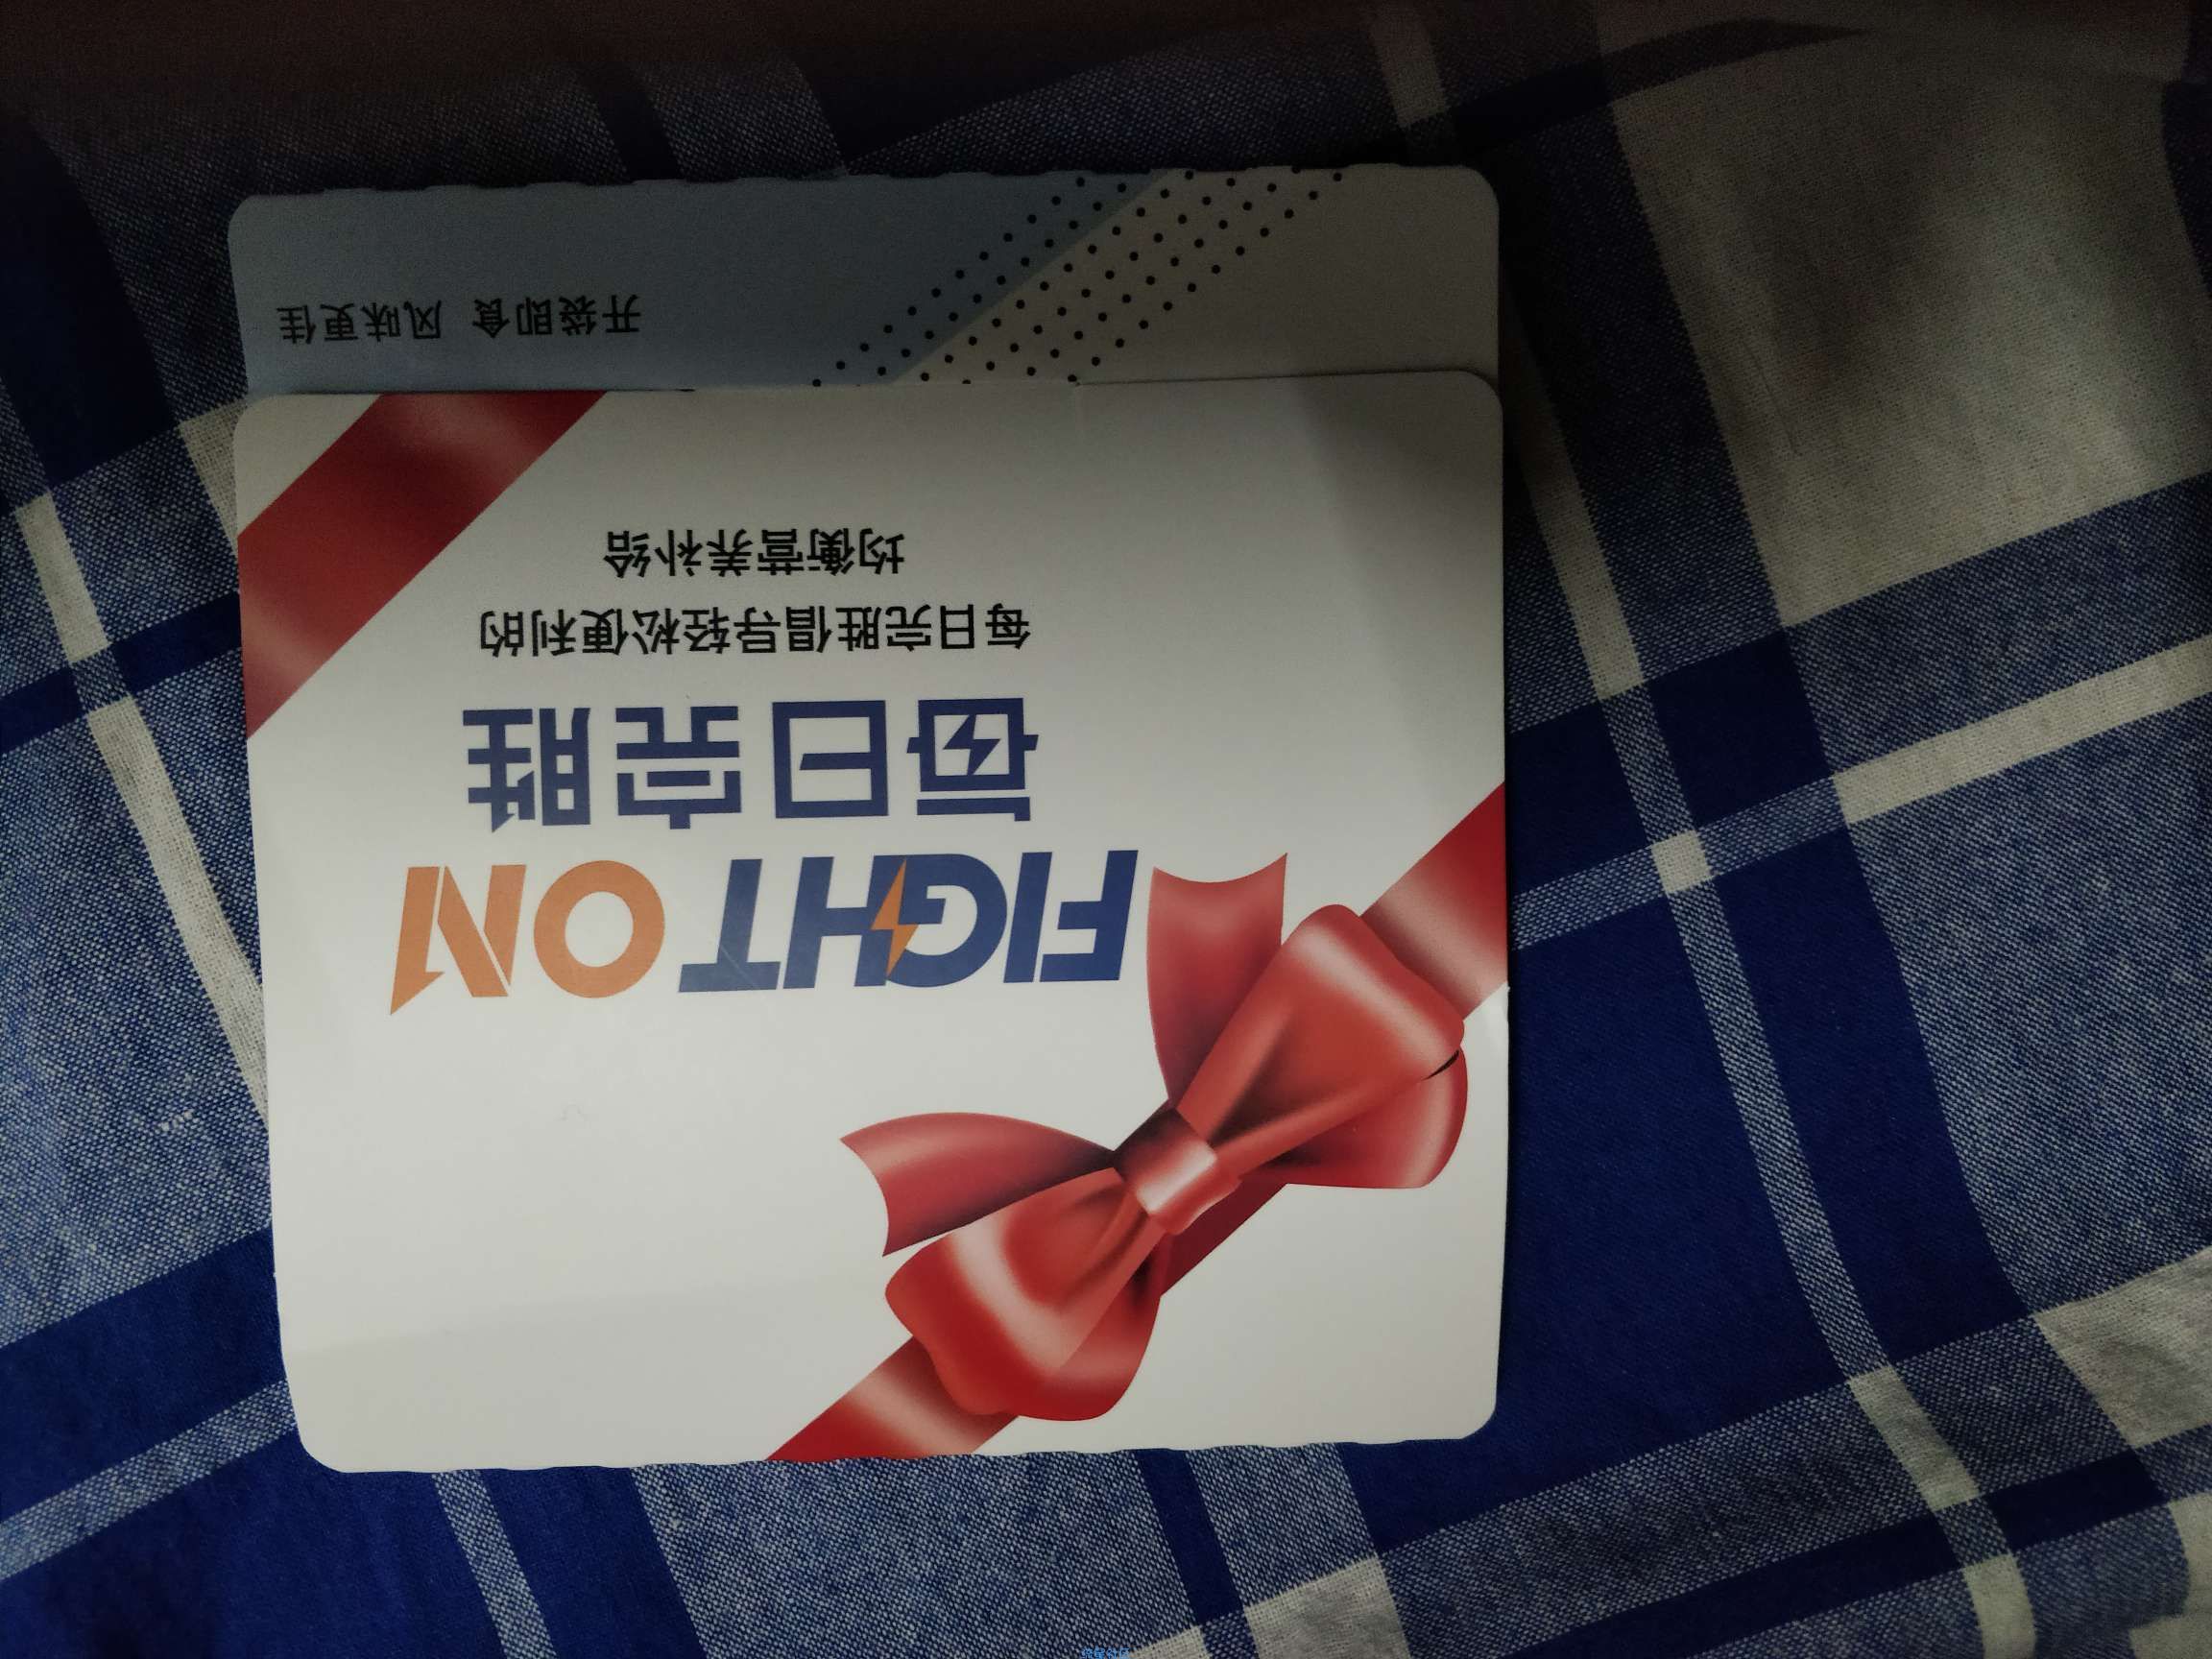 FIGHT ON
每日完胜
每日完胜倡导轻松便利的
均衡营养补给
开袋即食 风味更佳